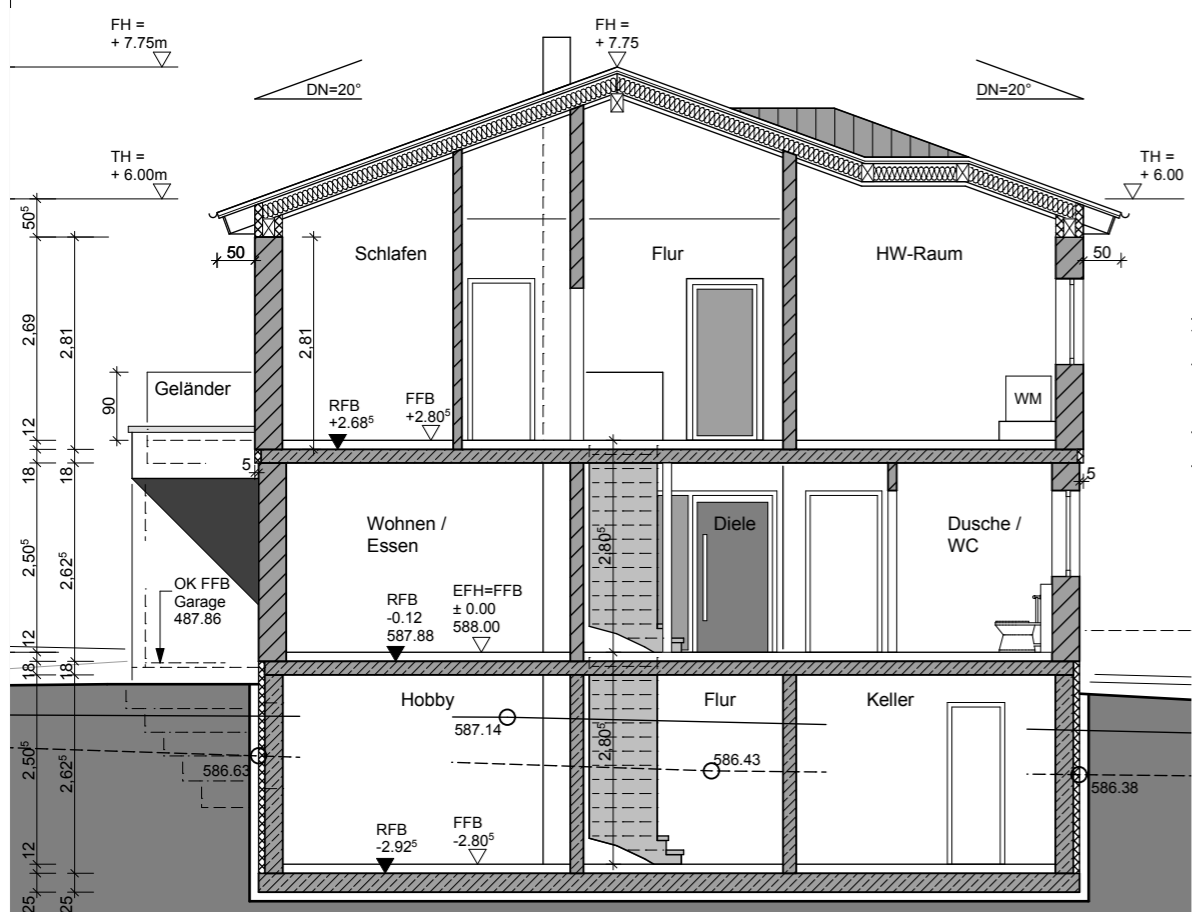 FH =
+ 7.75m
FH =
+ 7.75
DN=20°
DN=20°
TH =
+ 6.00m
TH =
+ 6.00
50⁵
50
50
Schlafen
Flur
HW-Raum
2,69
2,81
2,81
Geländer
90
RFB
+2.68⁵
FFB
+2.80⁵
WM
12
18
18
5
5
Wohnen /
Essen
Diele
Dusche /
WC
2,50⁵
2,62⁵
2,80⁵
OK FFB
Garage
487.86
RFB
-0.12
587.88
EFH=FFB
± 0.00
588.00
12
18
18
Hobby
Flur
Keller
587.14
586.63
586.43
586.38
2,50⁵
2,62⁵
2,80⁵
RFB
-2.92⁵
FFB
-2.80⁵
12
25
25